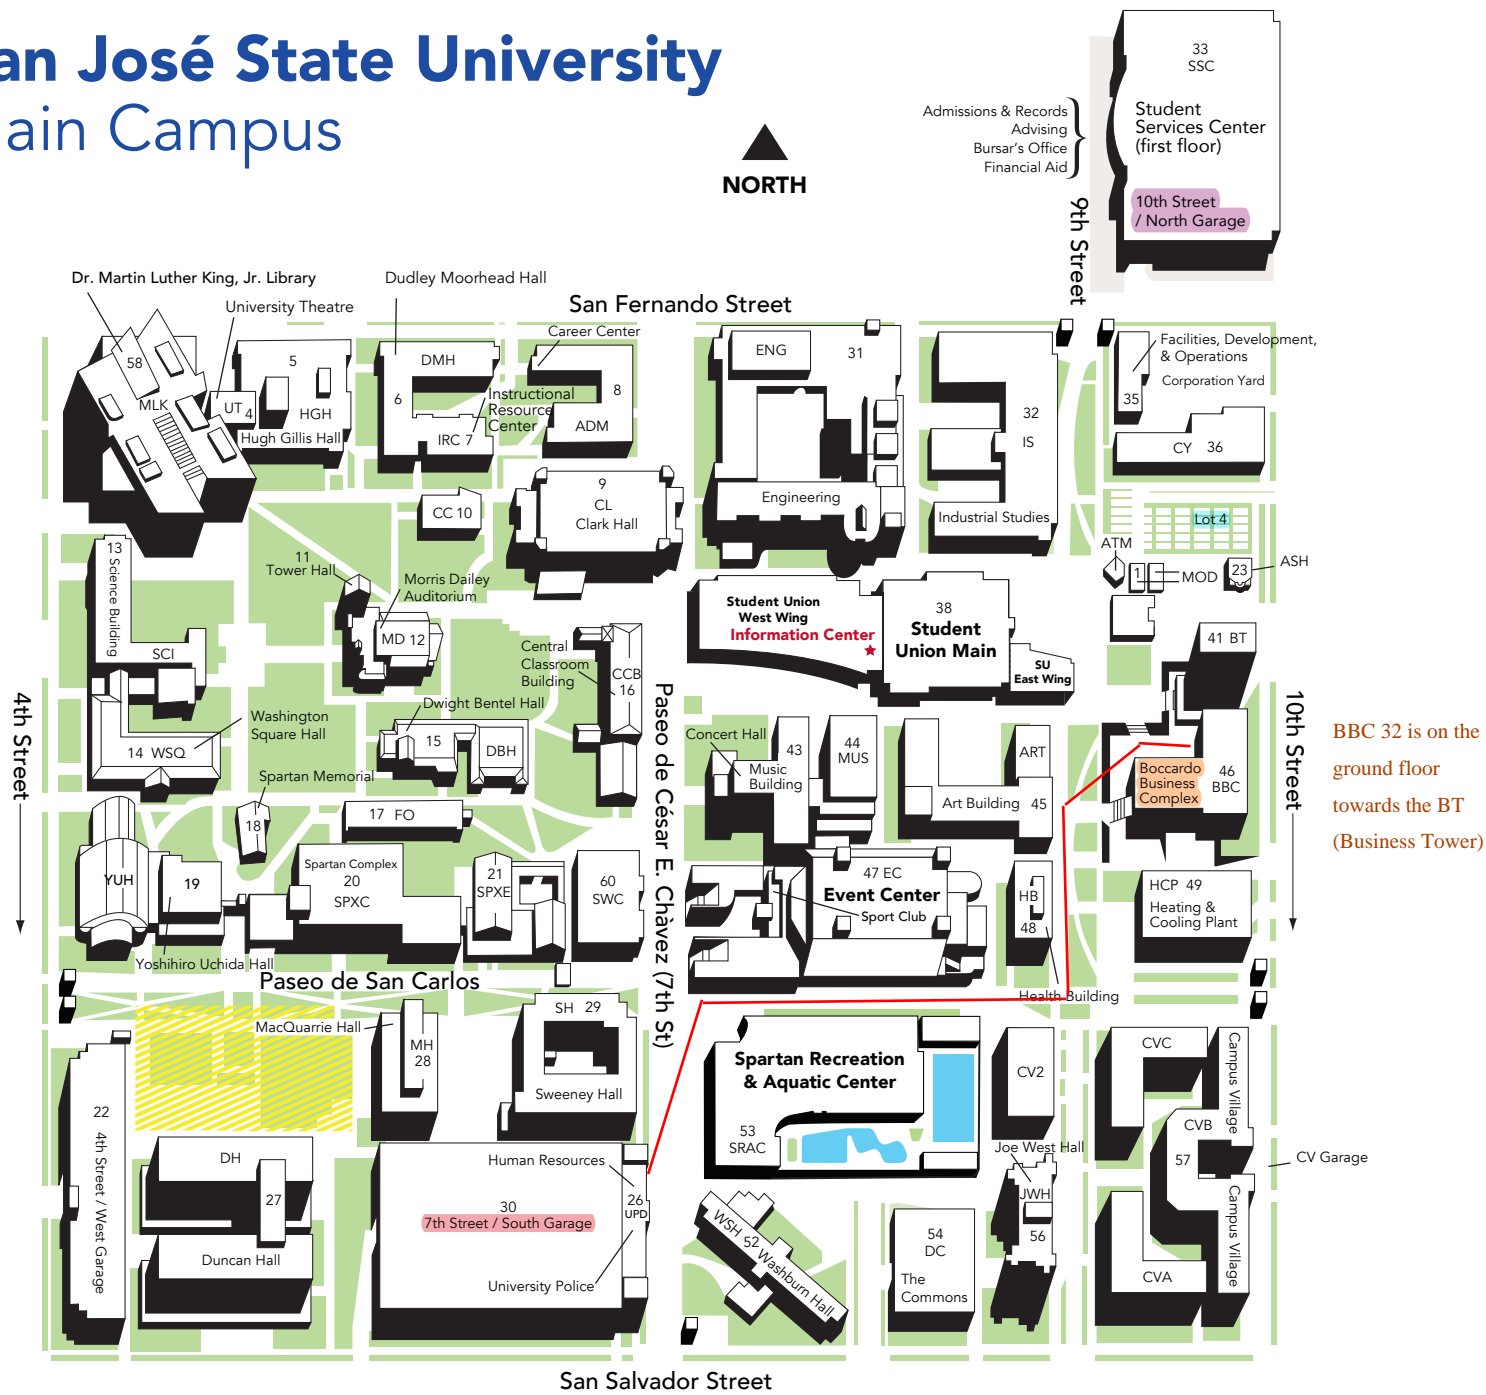 an José State University
ain Campus
NORTH
33
SSC
Student
Services Center
(first floor)
Admissions & Records
Advising
Bursar's Office
Financial Aid
10th Street
/ North Garage
9th Street
Dr. Martin Luther King, Jr. Library
University Theatre
Dudley Moorhead Hall
San Fernando Street
Career Center
58
MLK
UT 4
5
HGH
Hugh Gillis Hall
DMH
6
Instructional
Resource
Center
IRC 7
8
ADM
ENG
31
Engineering
32
IS
Industrial Studies
Facilities, Development,
& Operations
Corporation Yard
35
CY 36
Lot 4
ATM
1
MOD
23
ASH
9
CL
Clark Hall
CC 10
11
Tower Hall
Morris Dailey
Auditorium
MD 12
13
Science Building
SCI
Central
Classroom
Building
CCB
16
Student Union
West Wing
Information Center
38
Student
Union Main
SU
East Wing
41 BT
4th Street
14 WSQ
Washington
Square Hall
Dwight Bentel Hall
15
DBH
Paseo de César E. Chàvez (7th St)
Concert Hall
43
Music
Building
44
MUS
ART
Art Building 45
Boccardo
Business
Complex
46
BBC
10th Street
BBC 32 is on the
ground floor
towards the BT
(Business Tower)
Spartan Memorial
18
17 FO
YUH
19
Yoshihiro Uchida Hall
Spartan Complex
20
SPXC
21
SPXE
60
SWC
47 EC
Event Center
Sport Club
HB
48
Health Building
HCP 49
Heating &
Cooling Plant
Paseo de San Carlos
MacQuarrie Hall
MH
28
SH 29
Sweeney Hall
Spartan Recreation
& Aquatic Center
53
SRAC
CV2
CVC
Campus Village
CVB
57
CV Garage
Campus Village
CVA
22
4th Street / West Garage
DH
27
Duncan Hall
Human Resources
30
7th Street / South Garage
26
UPD
University Police
WSH 52 Washburn Hall
54
DC
The
Commons
Joe West Hall
JWH
56
San Salvador Street